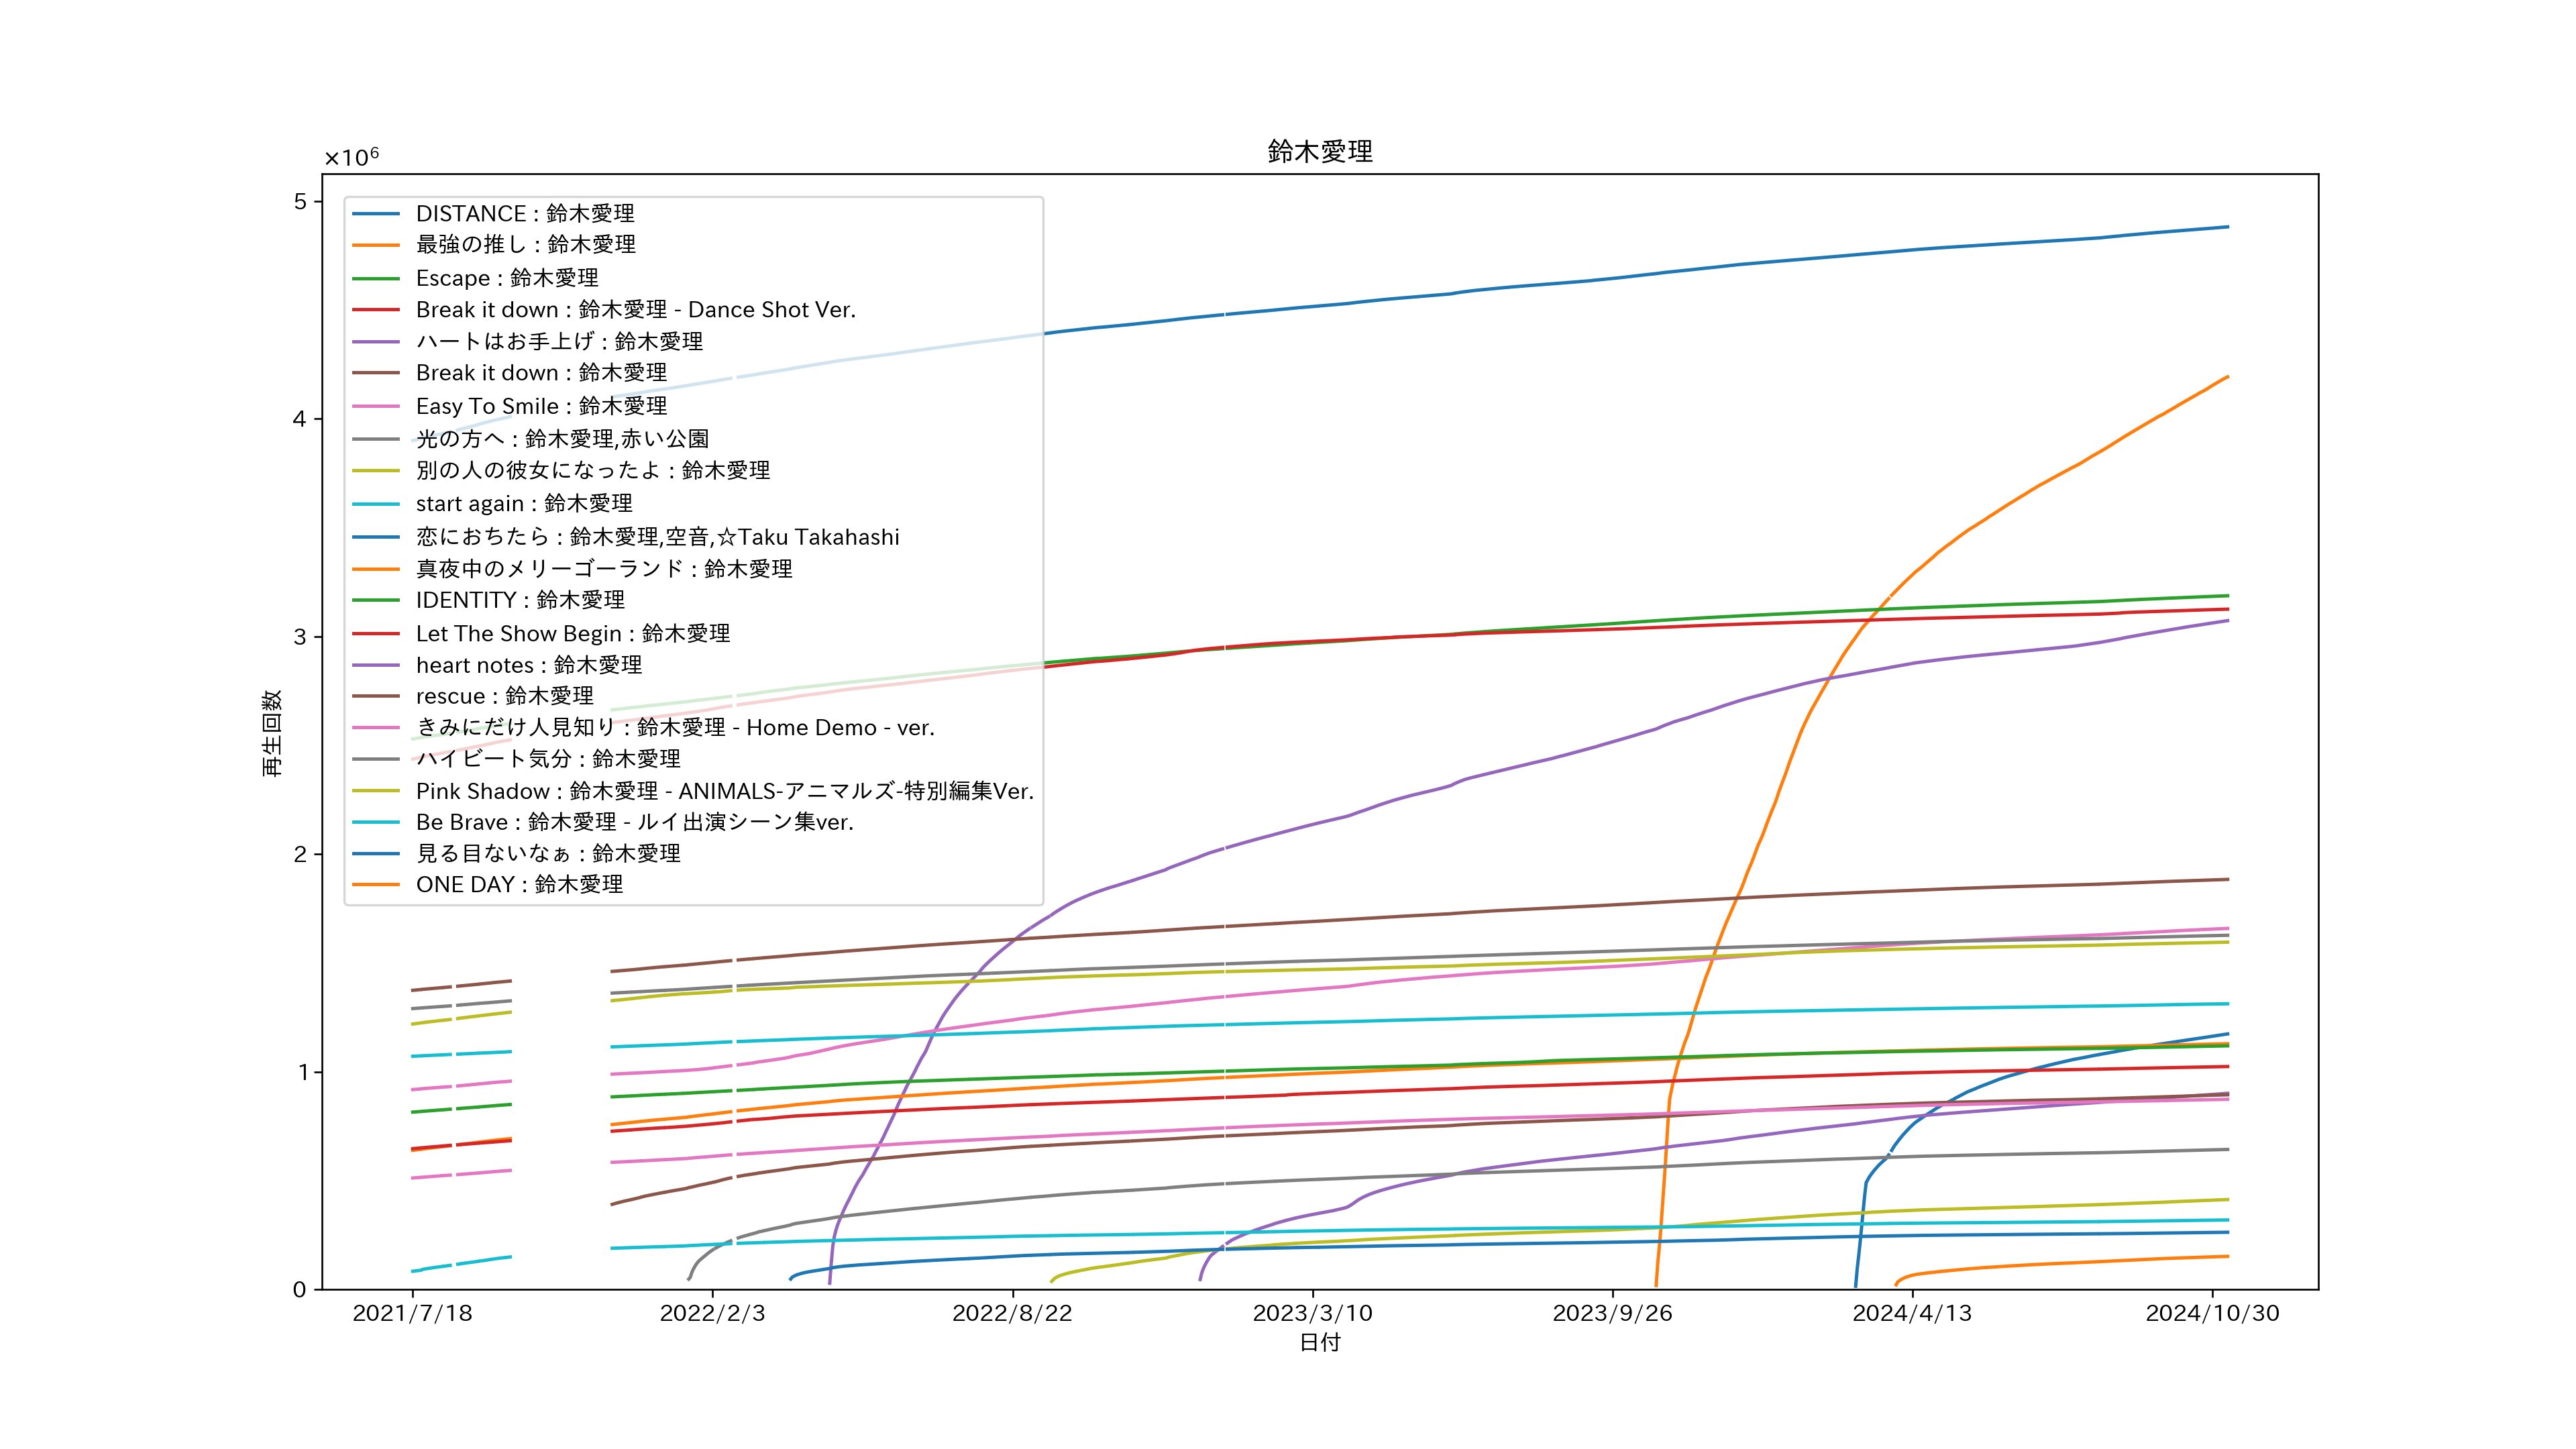 鈴木愛理
×10⁶
5
4
3
2
1
0
再生回数
DISTANCE : 鈴木愛理
最強の推し : 鈴木愛理
Escape : 鈴木愛理
Break it down : 鈴木愛理 - Dance Shot Ver.
ハートはお手上げ : 鈴木愛理
Break it down : 鈴木愛理
Easy To Smile : 鈴木愛理
光の方へ : 鈴木愛理,赤い公園
別の人の彼女になったよ : 鈴木愛理
start again : 鈴木愛理
恋におちたら : 鈴木愛理,空音,☆Taku Takahashi
真夜中のメリーゴーランド : 鈴木愛理
IDENTITY : 鈴木愛理
Let The Show Begin : 鈴木愛理
heart notes : 鈴木愛理
rescue : 鈴木愛理
きみにだけ人見知り : 鈴木愛理 - Home Demo - ver.
ハイビート気分 : 鈴木愛理
Pink Shadow : 鈴木愛理 - ANIMALS-アニマルズ-特別編集Ver.
Be Brave : 鈴木愛理 - ルイ出演シーン集ver.
見る目ないなぁ : 鈴木愛理
ONE DAY : 鈴木愛理
2021/7/18 2022/2/3 2022/8/22 2023/3/10 2023/9/26 2024/4/13 2024/10/30
日付